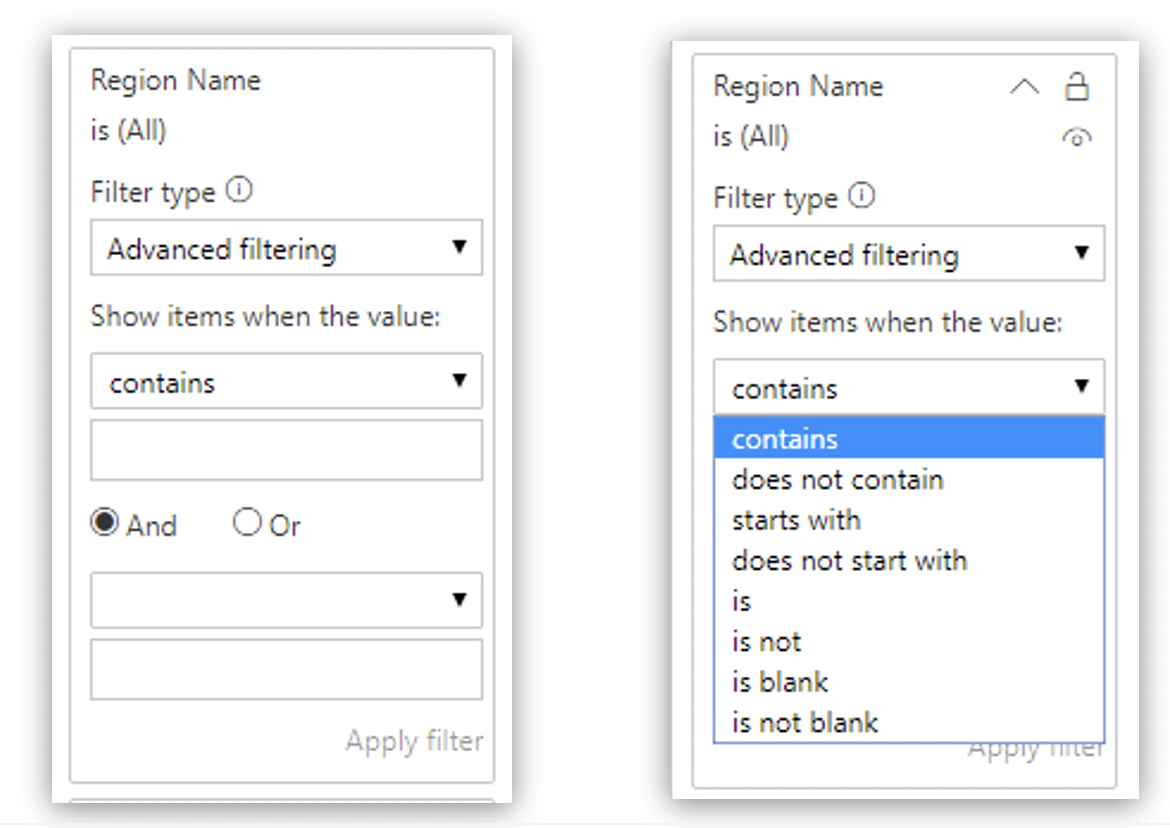 Region Name
is (All)
Filter type
Advanced filtering
Show items when the value:
contains
And Or
Apply filter
Region Name
is (All)
Filter type
Advanced filtering
Show items when the value:
contains
contains
does not contain
starts with
does not start with
is
is not
is blank
is not blank
Apply filter